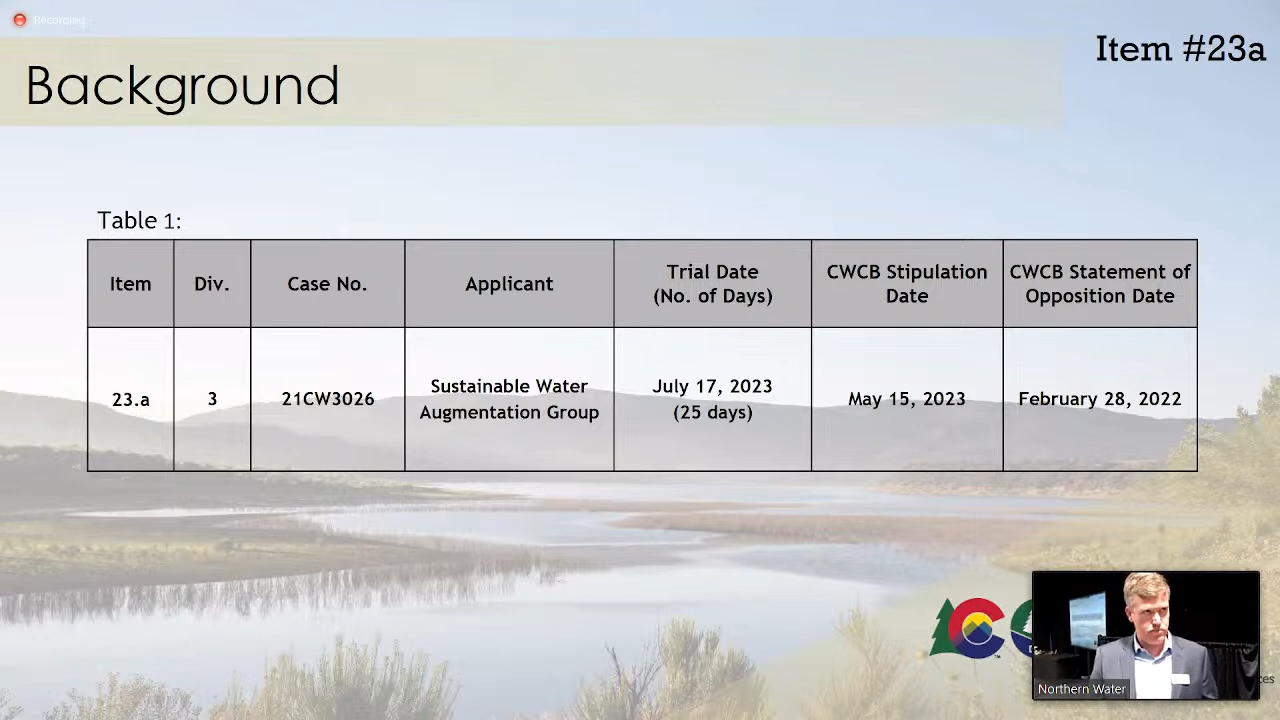 Recording
Item #23a
Background
Table 1:
Item
Div.
Case No.
Applicant
Trial Date
(No. of Days)
CWCB Stipulation
Date
CWCB Statement of
Opposition Date
23.a
3
21CW3026
Sustainable Water
Augmentation Group
July 17, 2023
(25 days)
May 15, 2023
February 28, 2022
Northern Water